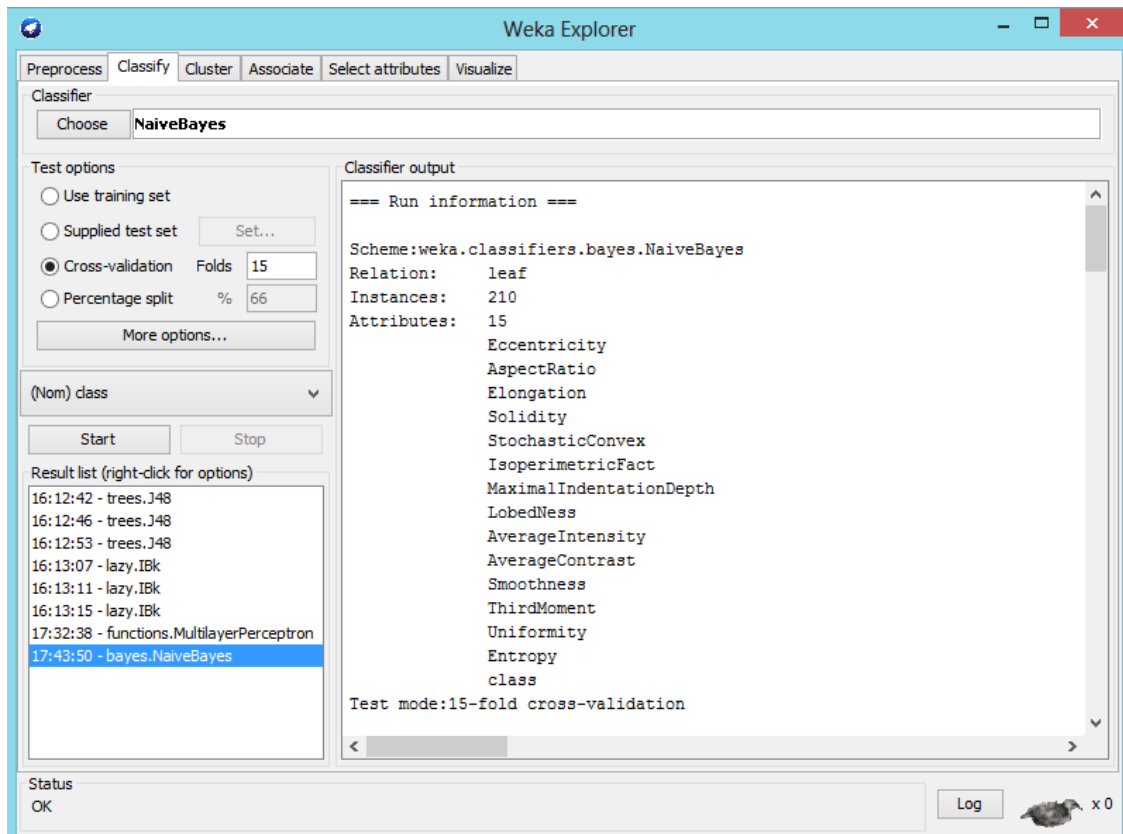 Weka Explorer
Preprocess Classify Cluster Associate Select attributes Visualize
Classifier
Choose NaiveBayes
Test options
Use training set
Supplied test set Set...
Cross-validation Folds 15
Percentage split % 66
More options...
(Nom) class
Start Stop
Result list (right-click for options)
16:12:42 - trees.J48
16:12:46 - trees.J48
16:12:53 - trees.J48
16:13:07 - lazy.IBk
16:13:11 - lazy.IBk
16:13:15 - lazy.IBk
17:32:38 - functions.MultilayerPerceptron
17:43:50 - bayes.NaiveBayes
Classifier output
=== Run information ===
Scheme:weka.classifiers.bayes.NaiveBayes
Relation: leaf
Instances: 210
Attributes: 15
Eccentricity
AspectRatio
Elongation
Solidity
StochasticConvex
IsoperimetricFact
MaximalIndentationDepth
LobedNess
AverageIntensity
AverageContrast
Smoothness
ThirdMoment
Uniformity
Entropy
class
Test mode:15-fold cross-validation
Status
OK
Log x 0